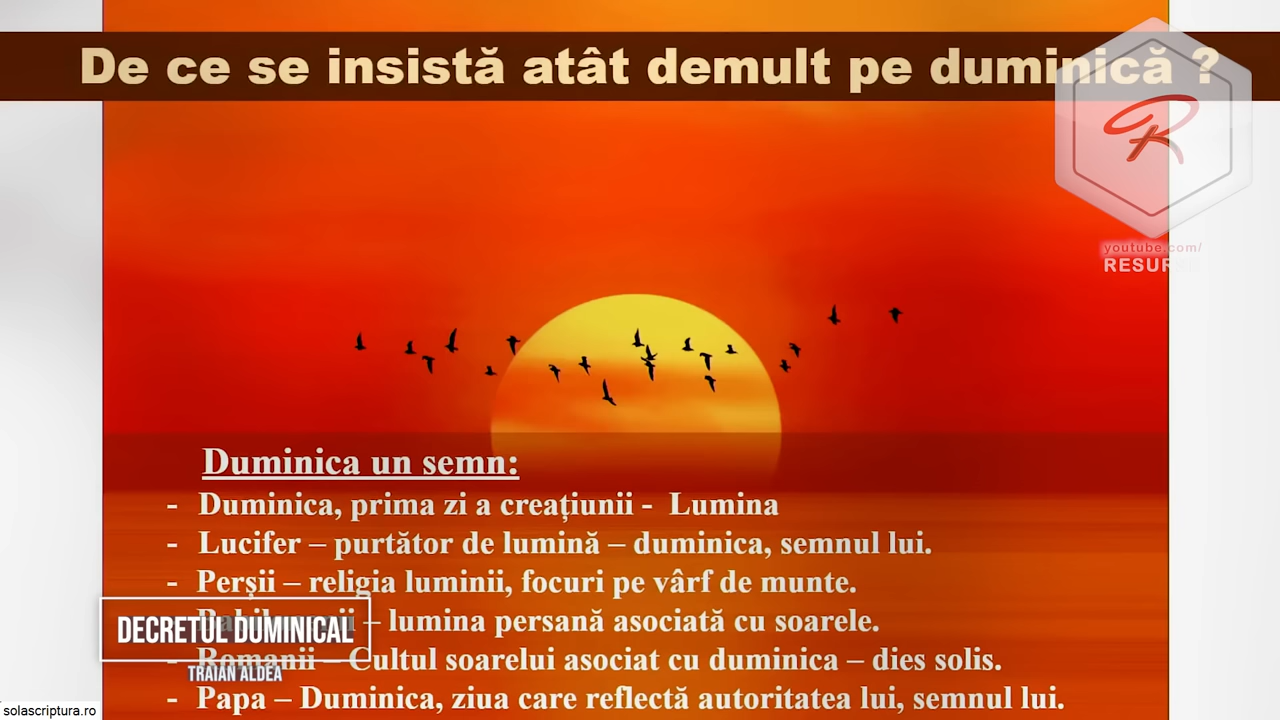 De ce se insistă atât demult pe duminică ?
R
youtube.com/
RESUR
Duminica un semn:
- Duminica, prima zi a creațiunii - Lumina
- Lucifer – purtător de lumină – duminica, semnul lui.
- Perșii – religia luminii, focuri pe vârf de munte.
– lumina persană asociată cu soarele.
DECRETUL DUMINICAL
- Romanii – Cultul soarelui asociat cu duminica – dies solis.
TRAIAN ALDEA
- Papa – Duminica, ziua care reflectă autoritatea lui, semnul lui.
solascriptura.ro